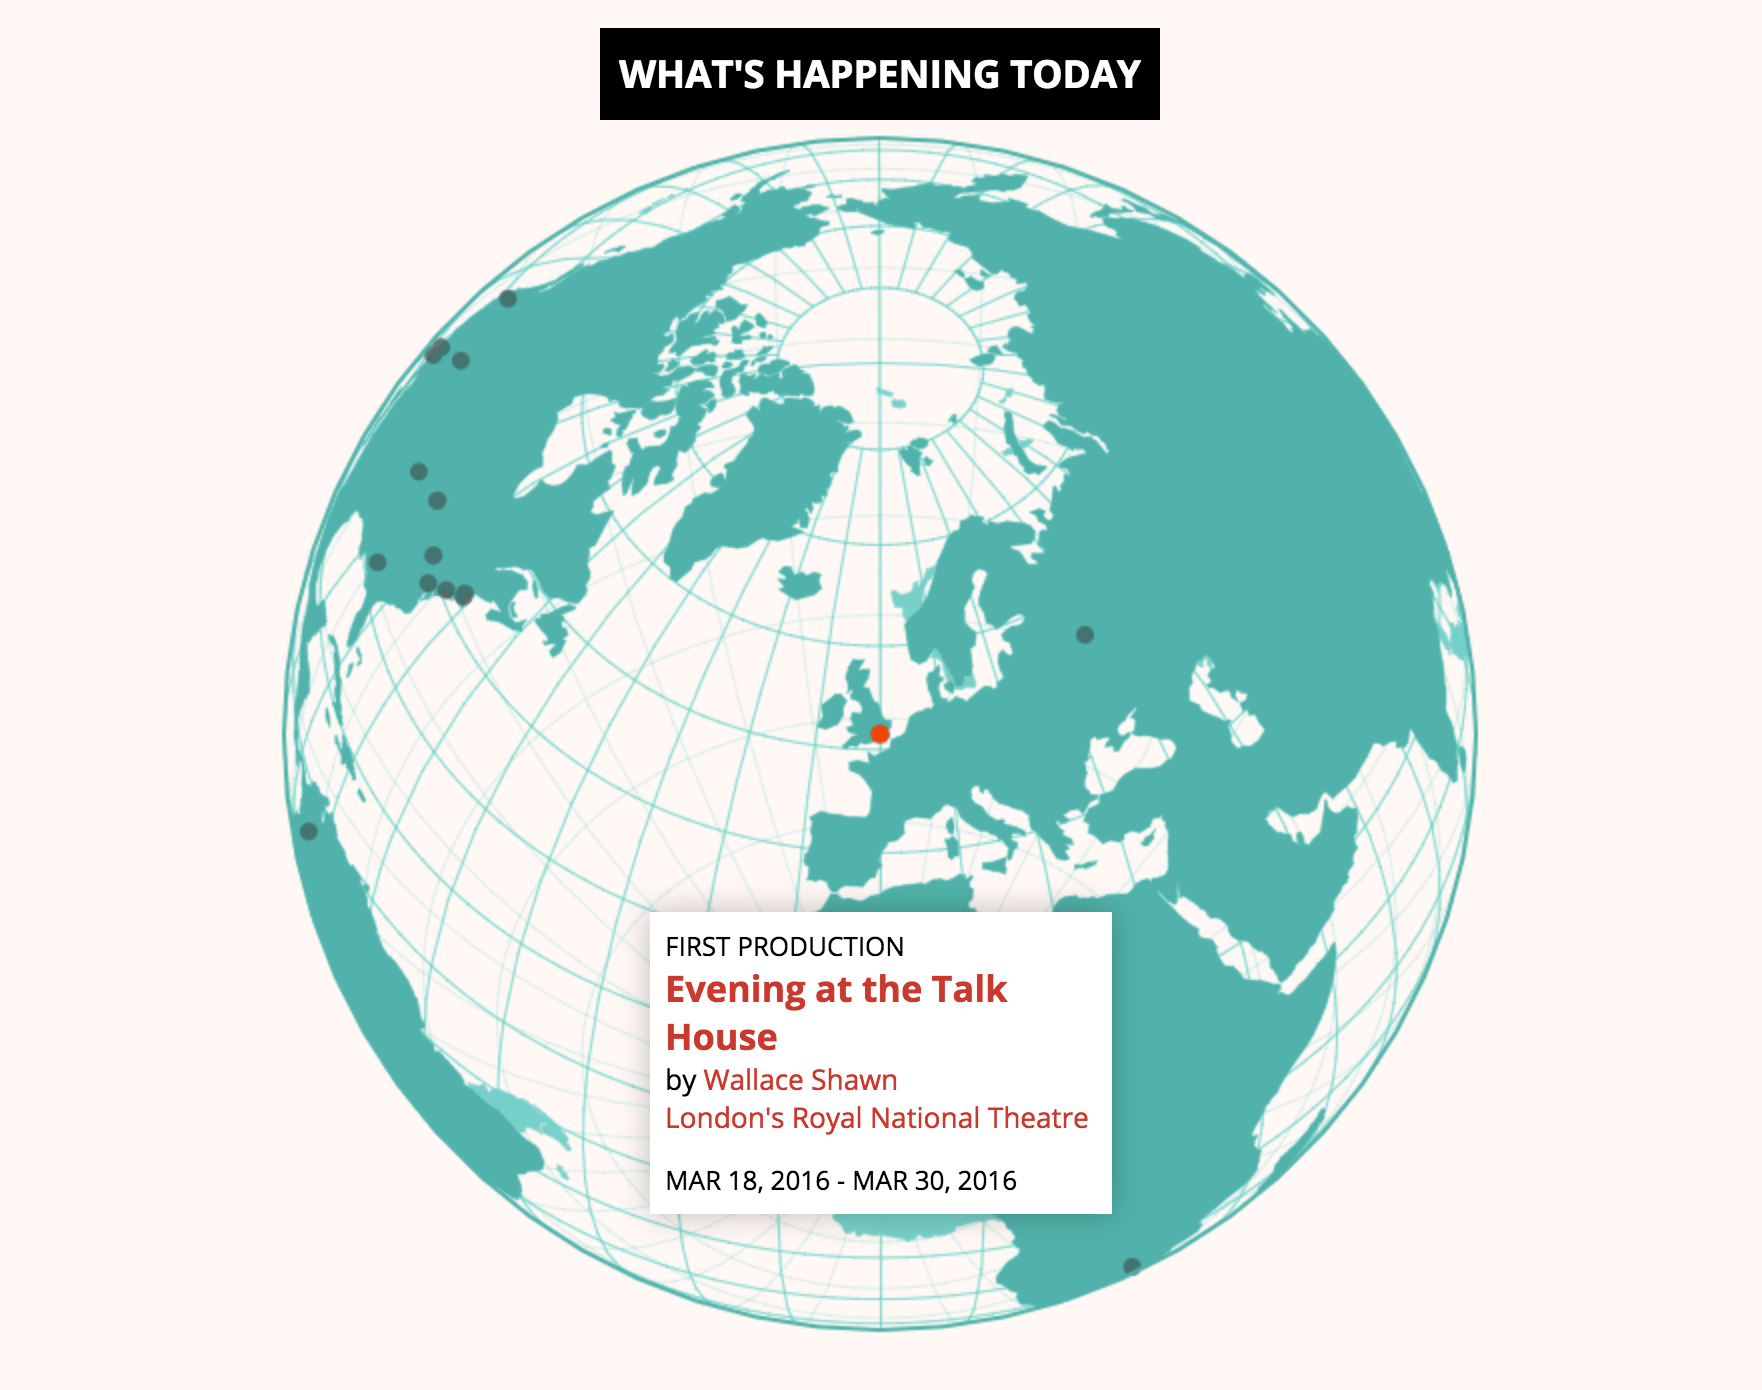 WHAT'S HAPPENING TODAY
FIRST PRODUCTION
Evening at the Talk
House
by Wallace Shawn
London's Royal National Theatre
MAR 18, 2016 - MAR 30, 2016